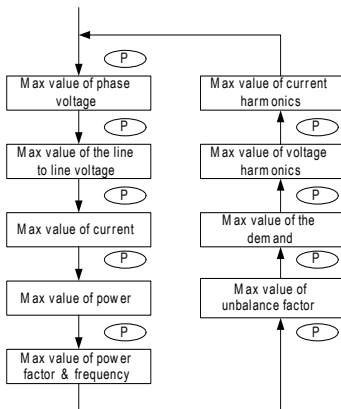 P
Max value of phase
voltage
P
Max value of the line
to line voltage
P
Max value of current
P
Max value of power
P
Max value of power
factor & frequency
Max value of current
harmonics
P
Max value of voltage
harmonics
P
Max value of the
demand
P
Max value of
unbalance factor
P